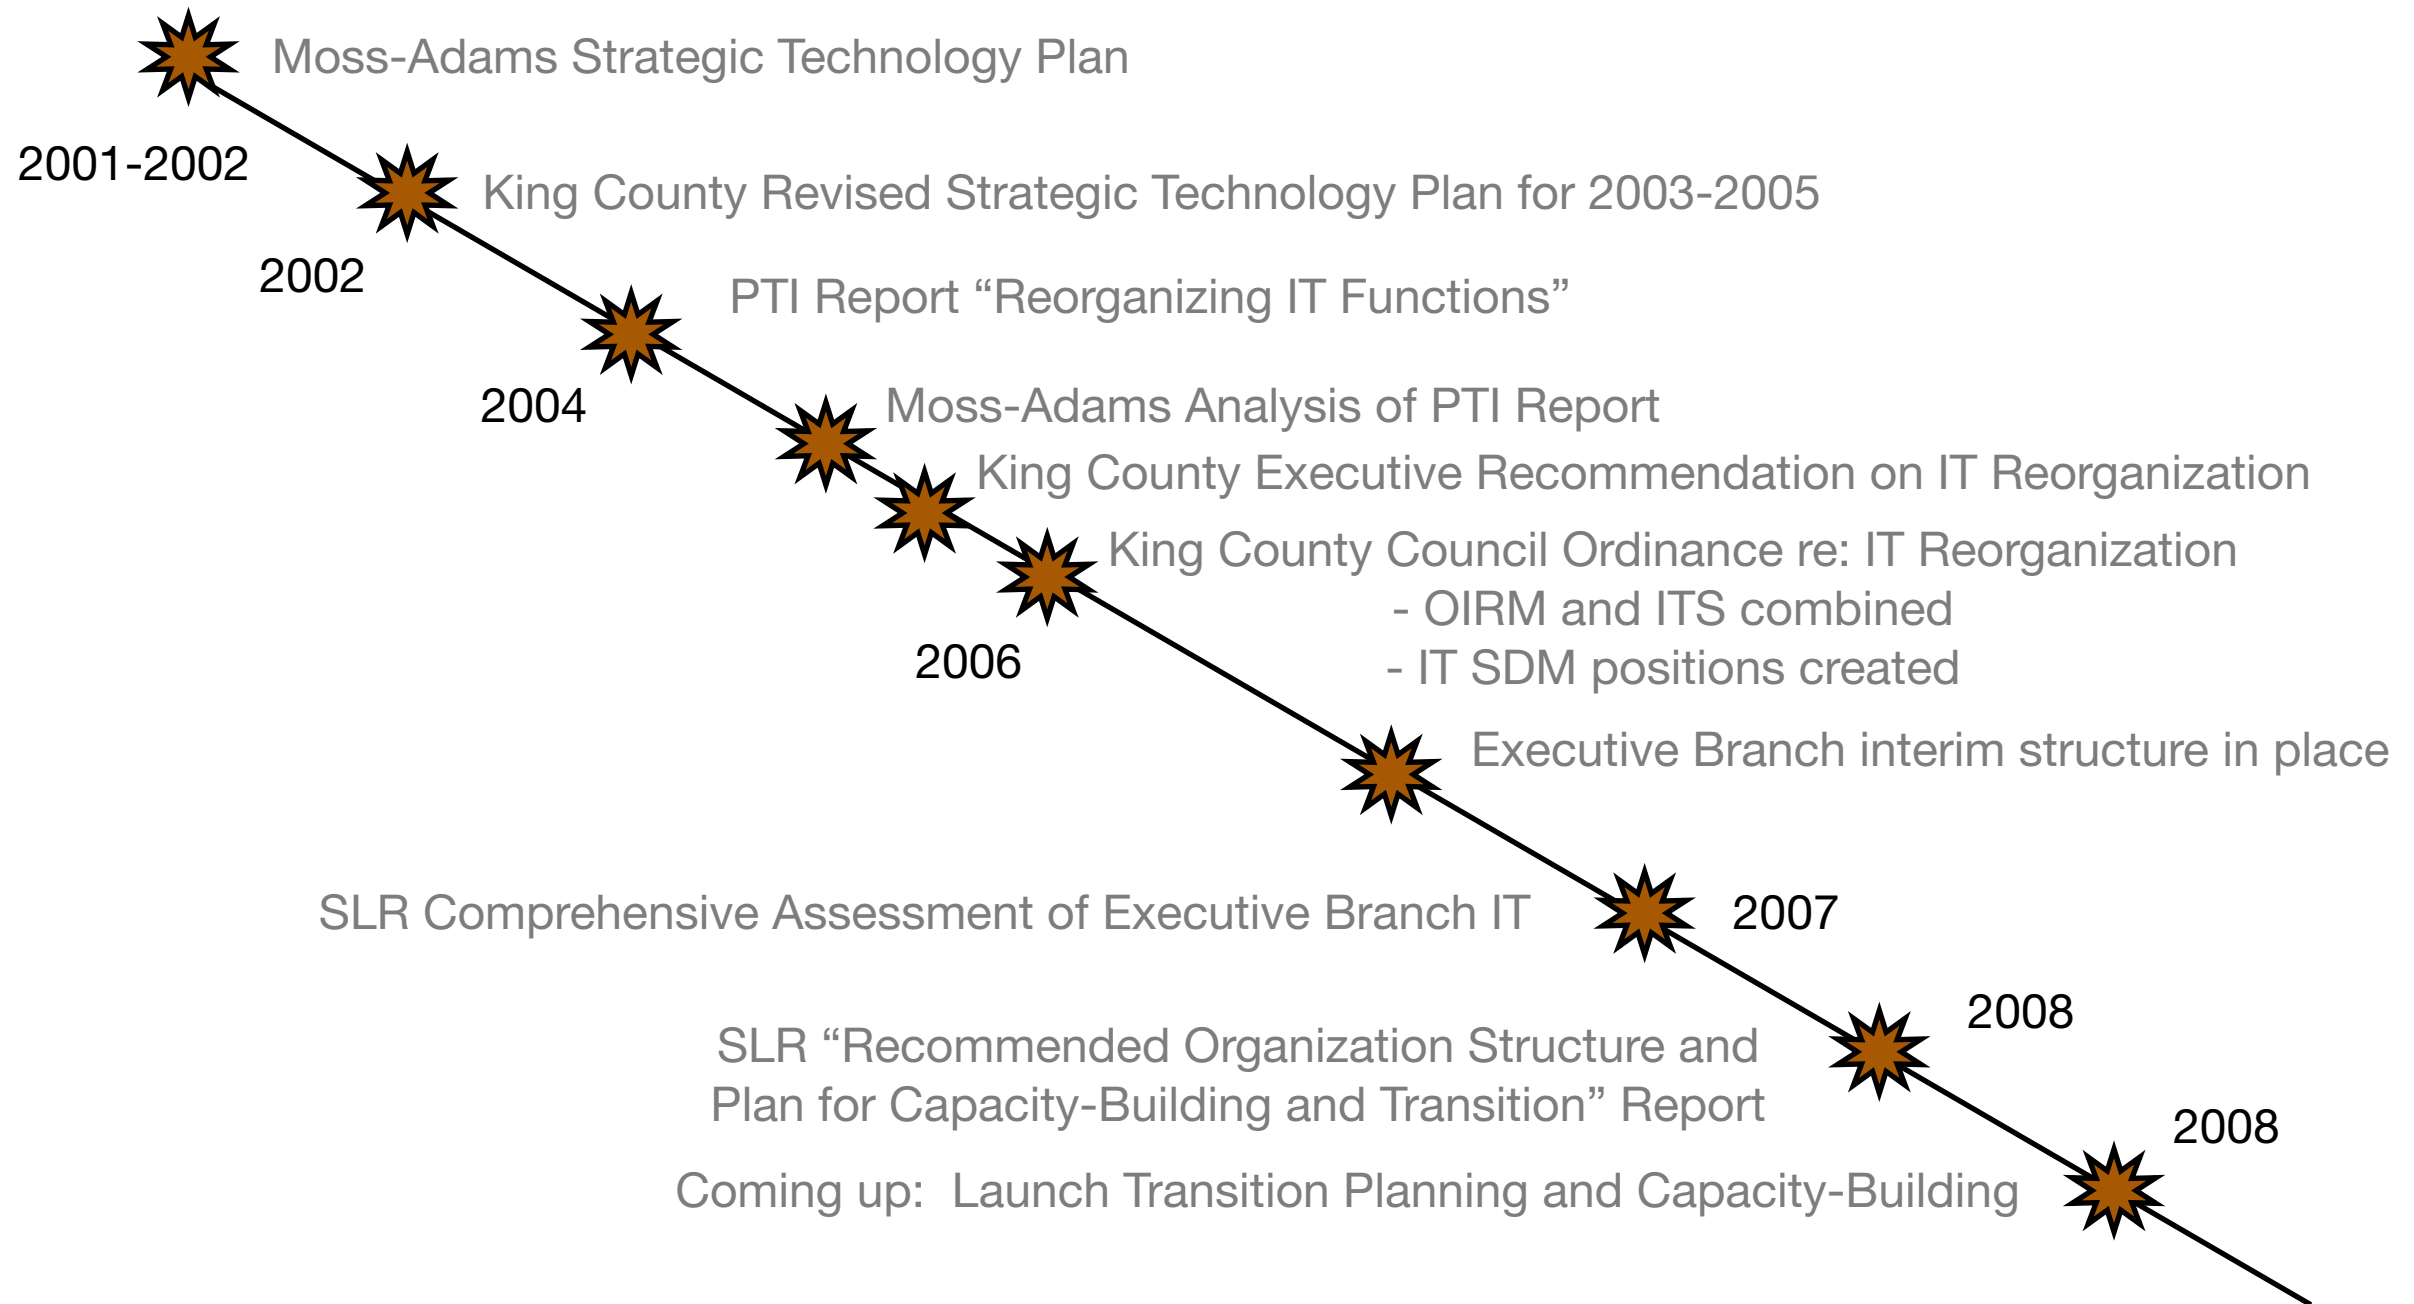 Moss-Adams Strategic Technology Plan
2001-2002
King County Revised Strategic Technology Plan for 2003-2005
2002
PTI Report “Reorganizing IT Functions”
2004
Moss-Adams Analysis of PTI Report
King County Executive Recommendation on IT Reorganization
King County Council Ordinance re: IT Reorganization
- OIRM and ITS combined
- IT SDM positions created
2006
Executive Branch interim structure in place
SLR Comprehensive Assessment of Executive Branch IT
2007
2008
SLR “Recommended Organization Structure and
Plan for Capacity-Building and Transition” Report
2008
Coming up:  Launch Transition Planning and Capacity-Building